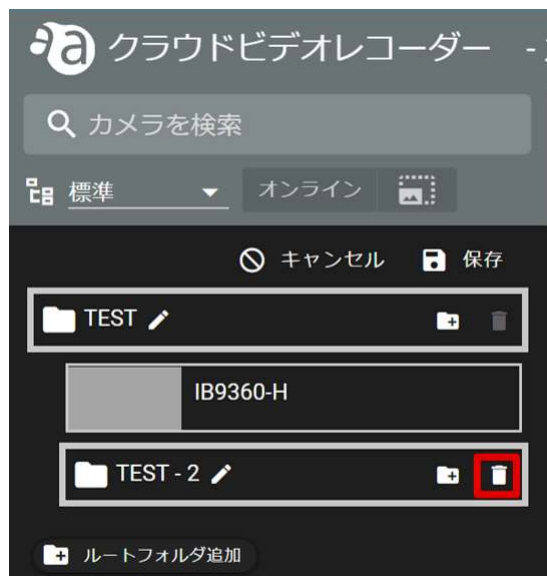 クラウドビデオレコーダー -
カメラを検索
標準 オンライン
キャンセル 保存
TEST
IB9360-H
TEST - 2
ルートフォルダ追加